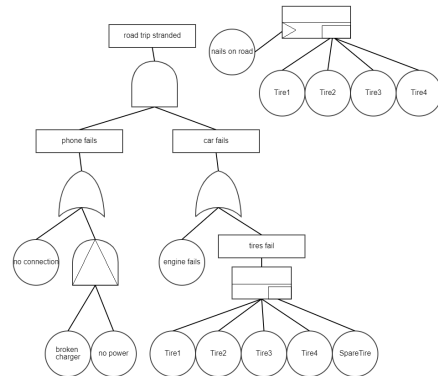 road trip stranded
nails on road
Tire1
Tire2
Tire3
Tire4
phone fails
car fails
no connection
engine fails
tires fail
broken
charger
no power
Tire1
Tire2
Tire3
Tire4
SpareTire